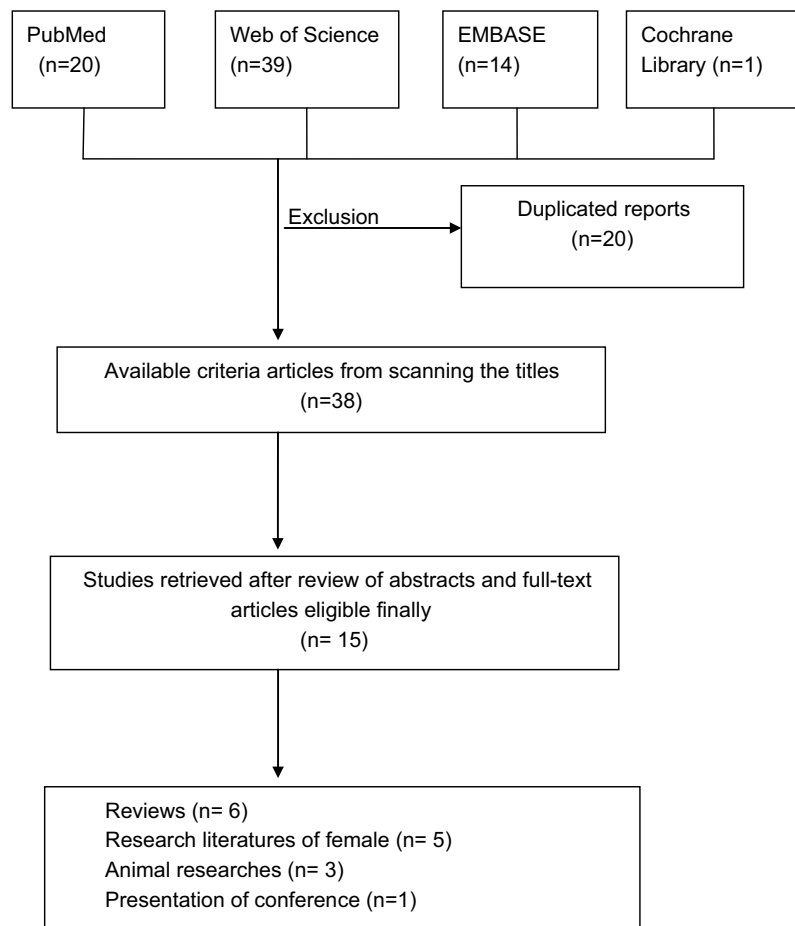 PubMed
(n=20)
Web of Science
(n=39)
EMBASE
(n=14)
Cochrane
Library (n=1)
Exclusion
Duplicated reports
(n=20)
Available criteria articles from scanning the titles
(n=38)
Studies retrieved after review of abstracts and full-text
articles eligible finally
(n= 15)
Reviews (n= 6)
Research literatures of female (n= 5)
Animal researches (n= 3)
Presentation of conference (n=1)